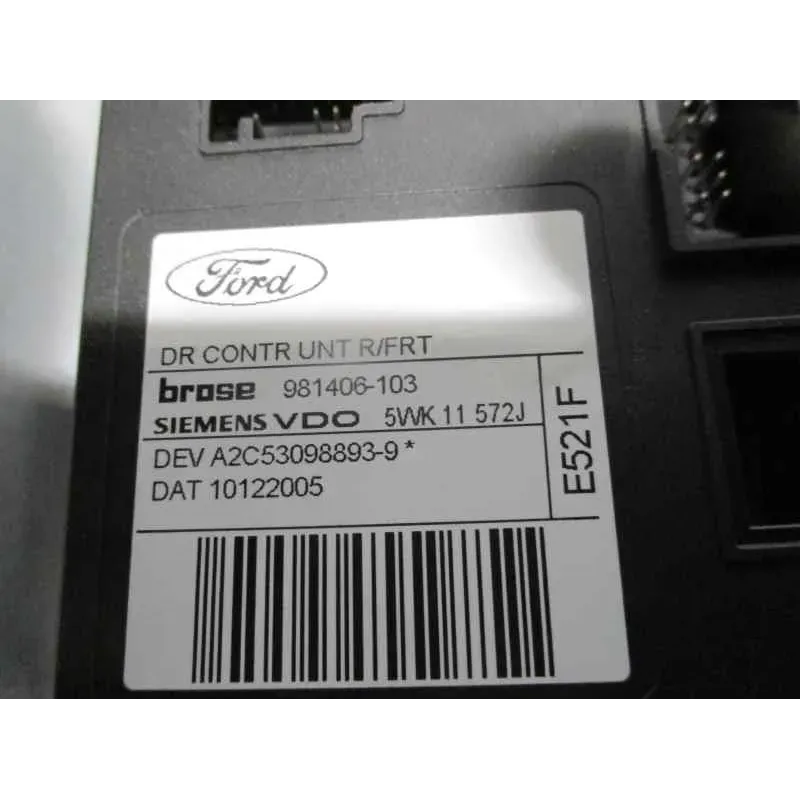 Ford
DR CONTR UNT R/FRT
brose 981406-103
SIEMENS VDO 5WK 11 572J
DEV A2C53098893-9*
DAT 10122005
E521F